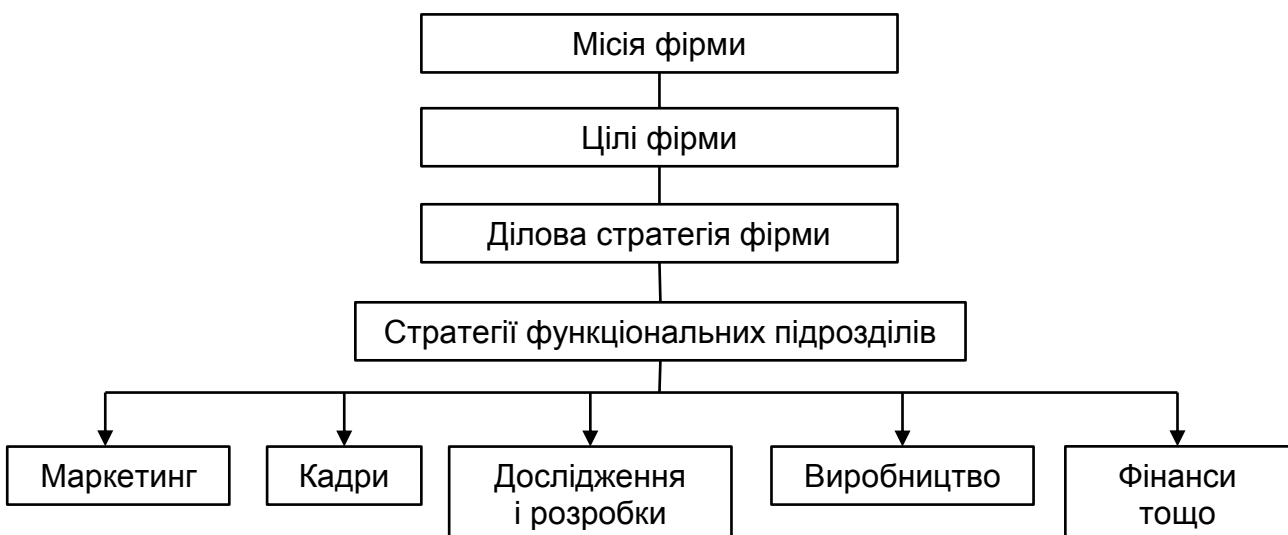 Місія фірми
Цілі фірми
Ділова стратегія фірми
Стратегії функціональних підрозділів
Маркетинг
Кадри
Дослідження
і розробки
Виробництво
Фінанси
тощо